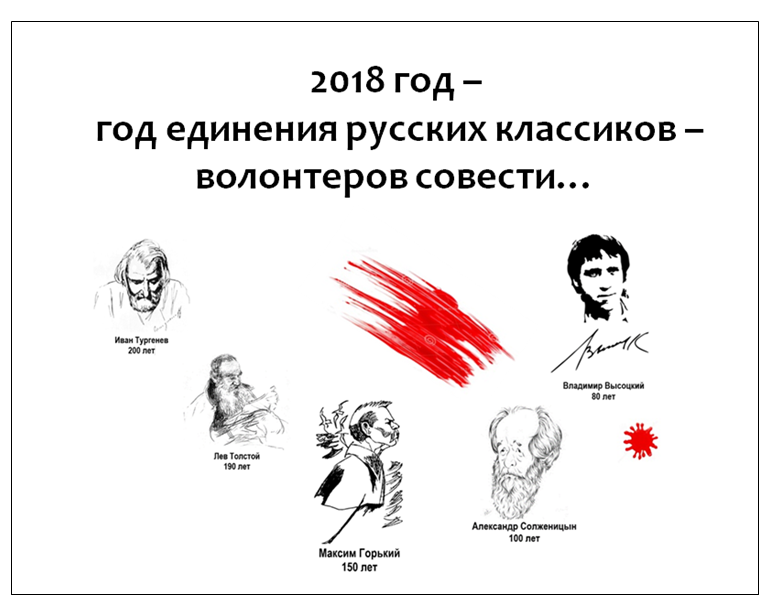 2018 год –
год единения русских классиков –
волонтеров совести…
Иван Тургенев
200 лет
Лев Толстой
190 лет
Максим Горький
150 лет
Александр Солженицын
100 лет
Владимир Высоцкий
80 лет